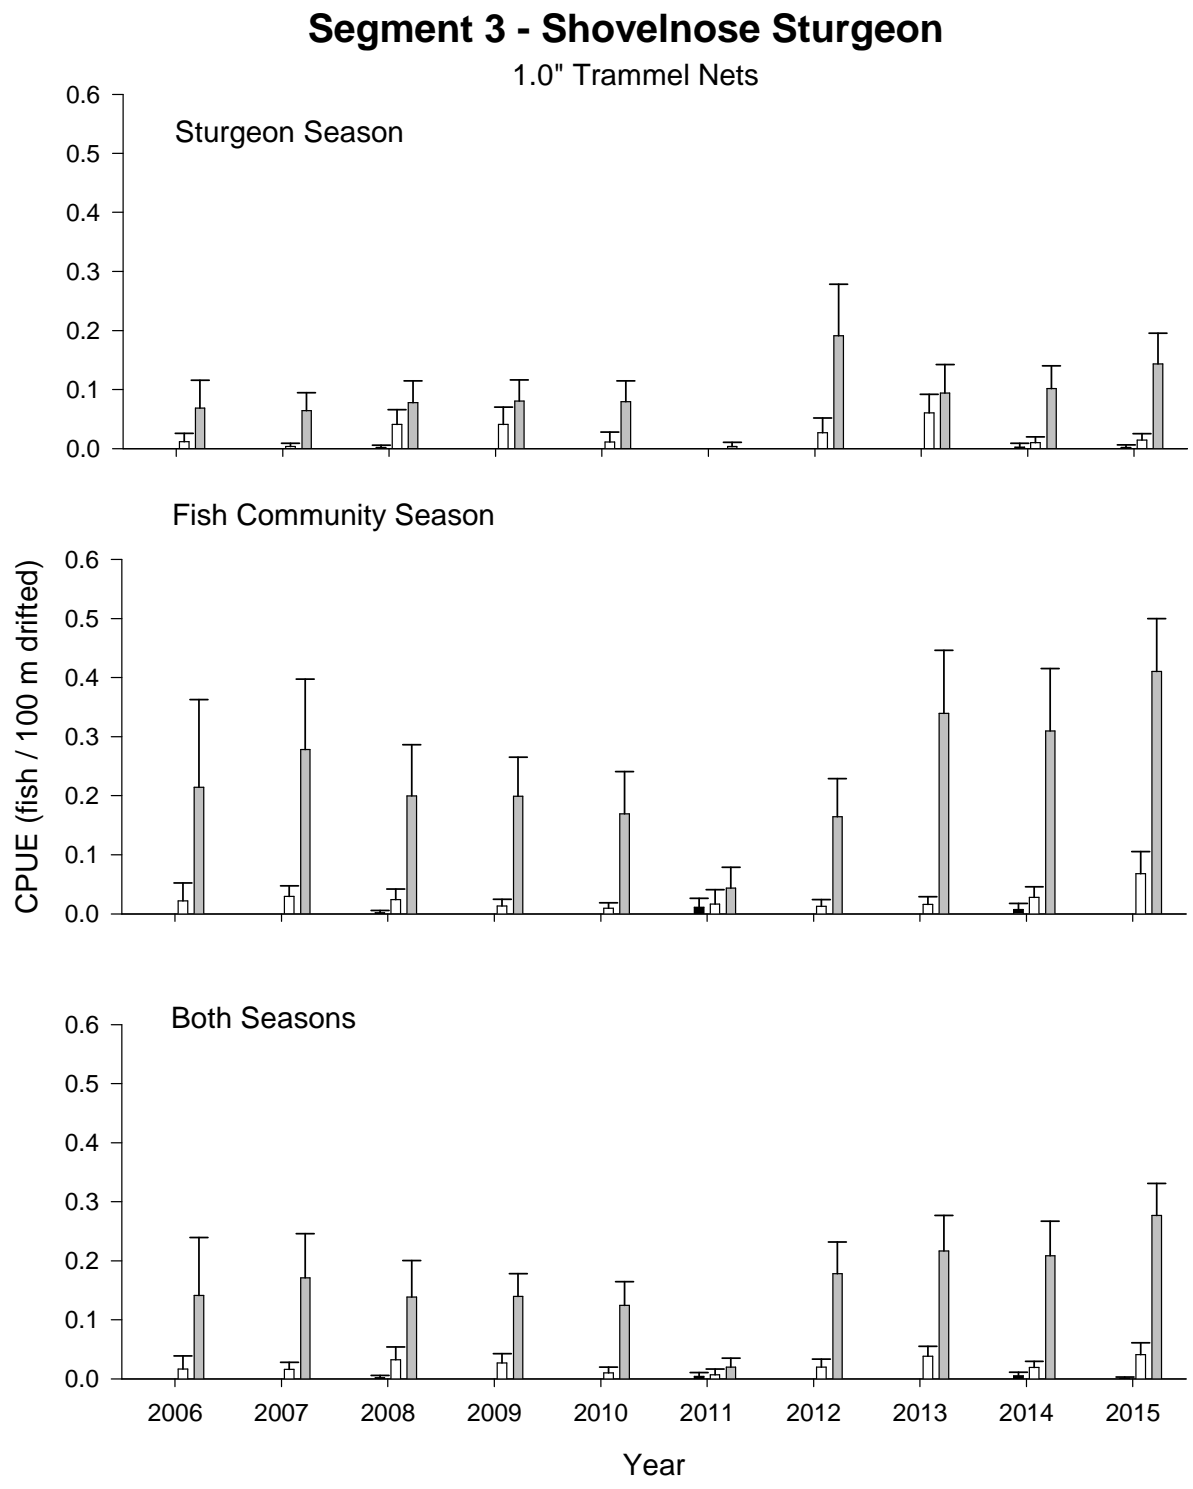 Segment 3 - Shovelnose Sturgeon
1.0" Trammel Nets
Sturgeon Season
0.6
0.5
0.4
0.3
0.2
0.1
0.0
Fish Community Season
0.6
0.5
0.4
0.3
0.2
0.1
0.0
CPUE (fish / 100 m drifted)
Both Seasons
0.6
0.5
0.4
0.3
0.2
0.1
0.0
2006 2007 2008 2009 2010 2011 2012 2013 2014 2015
Year